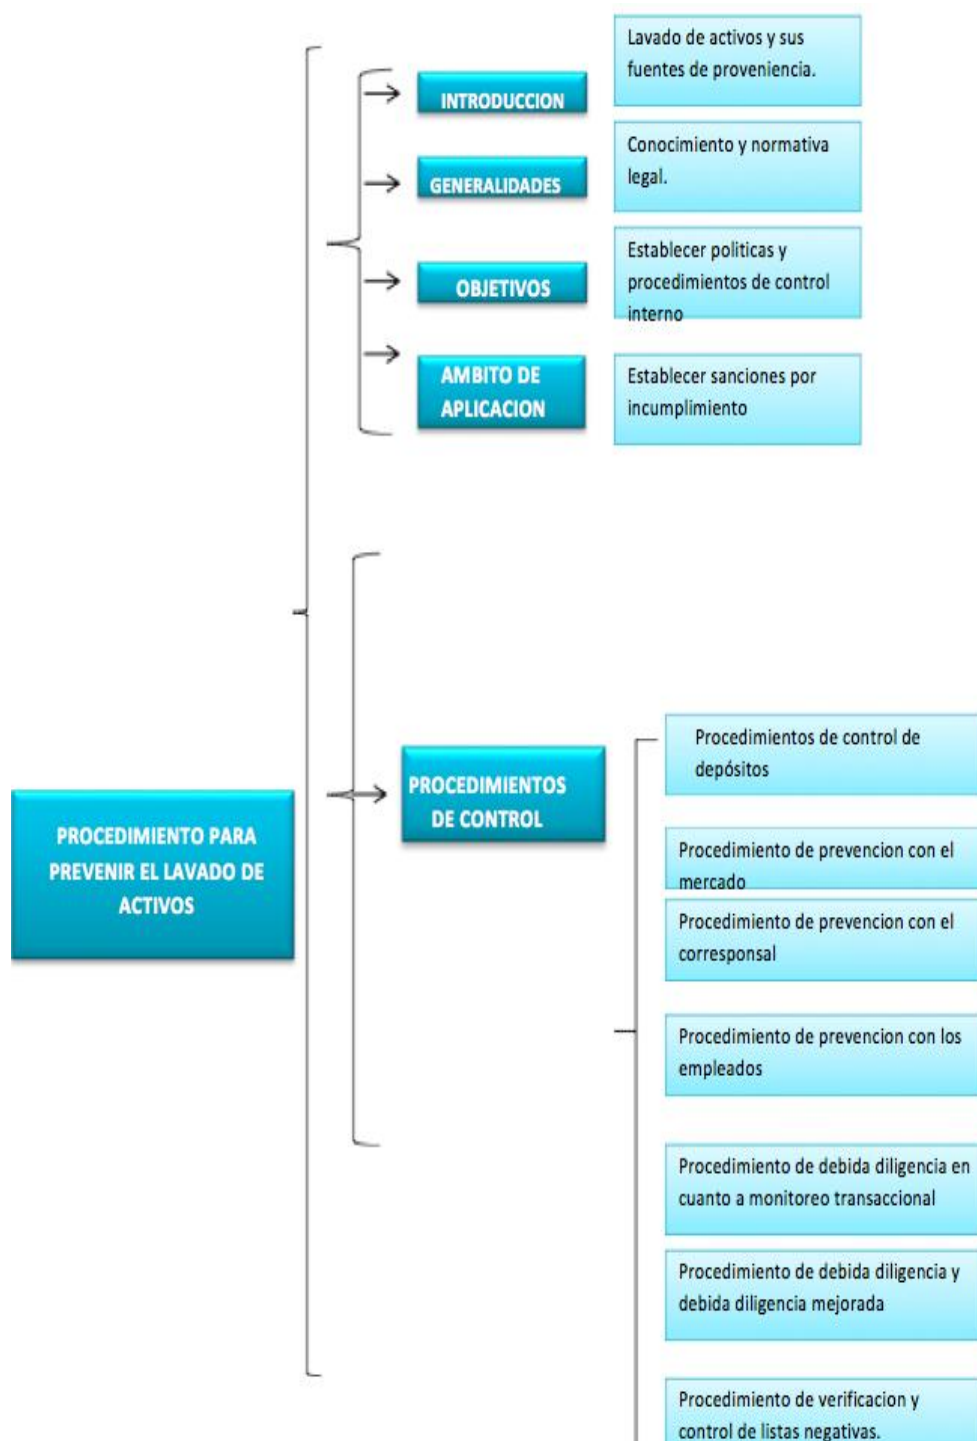 Lavado de activos y sus
fuentes de proveniencia.
INTRODUCCION
Conocimiento y normativa
legal.
GENERALIDADES
Establecer politicas y
procedimientos de control
interno
OBJETIVOS
AMBITO DE
APLICACION
Establecer sanciones por
incumplimiento
PROCEDIMIENTO PARA
PREVENIR EL LAVADO DE
ACTIVOS
PROCEDIMIENTOS
DE CONTROL
Procedimientos de control de
depósitos
Procedimiento de prevencion con el
mercado
Procedimiento de prevencion con el
corresponsal
Procedimiento de prevencion con los
empleados
Procedimiento de debida diligencia en
cuanto a monitoreo transaccional
Procedimiento de debida diligencia y
debida diligencia mejorada
Procedimiento de verificacion y
control de listas negativas.